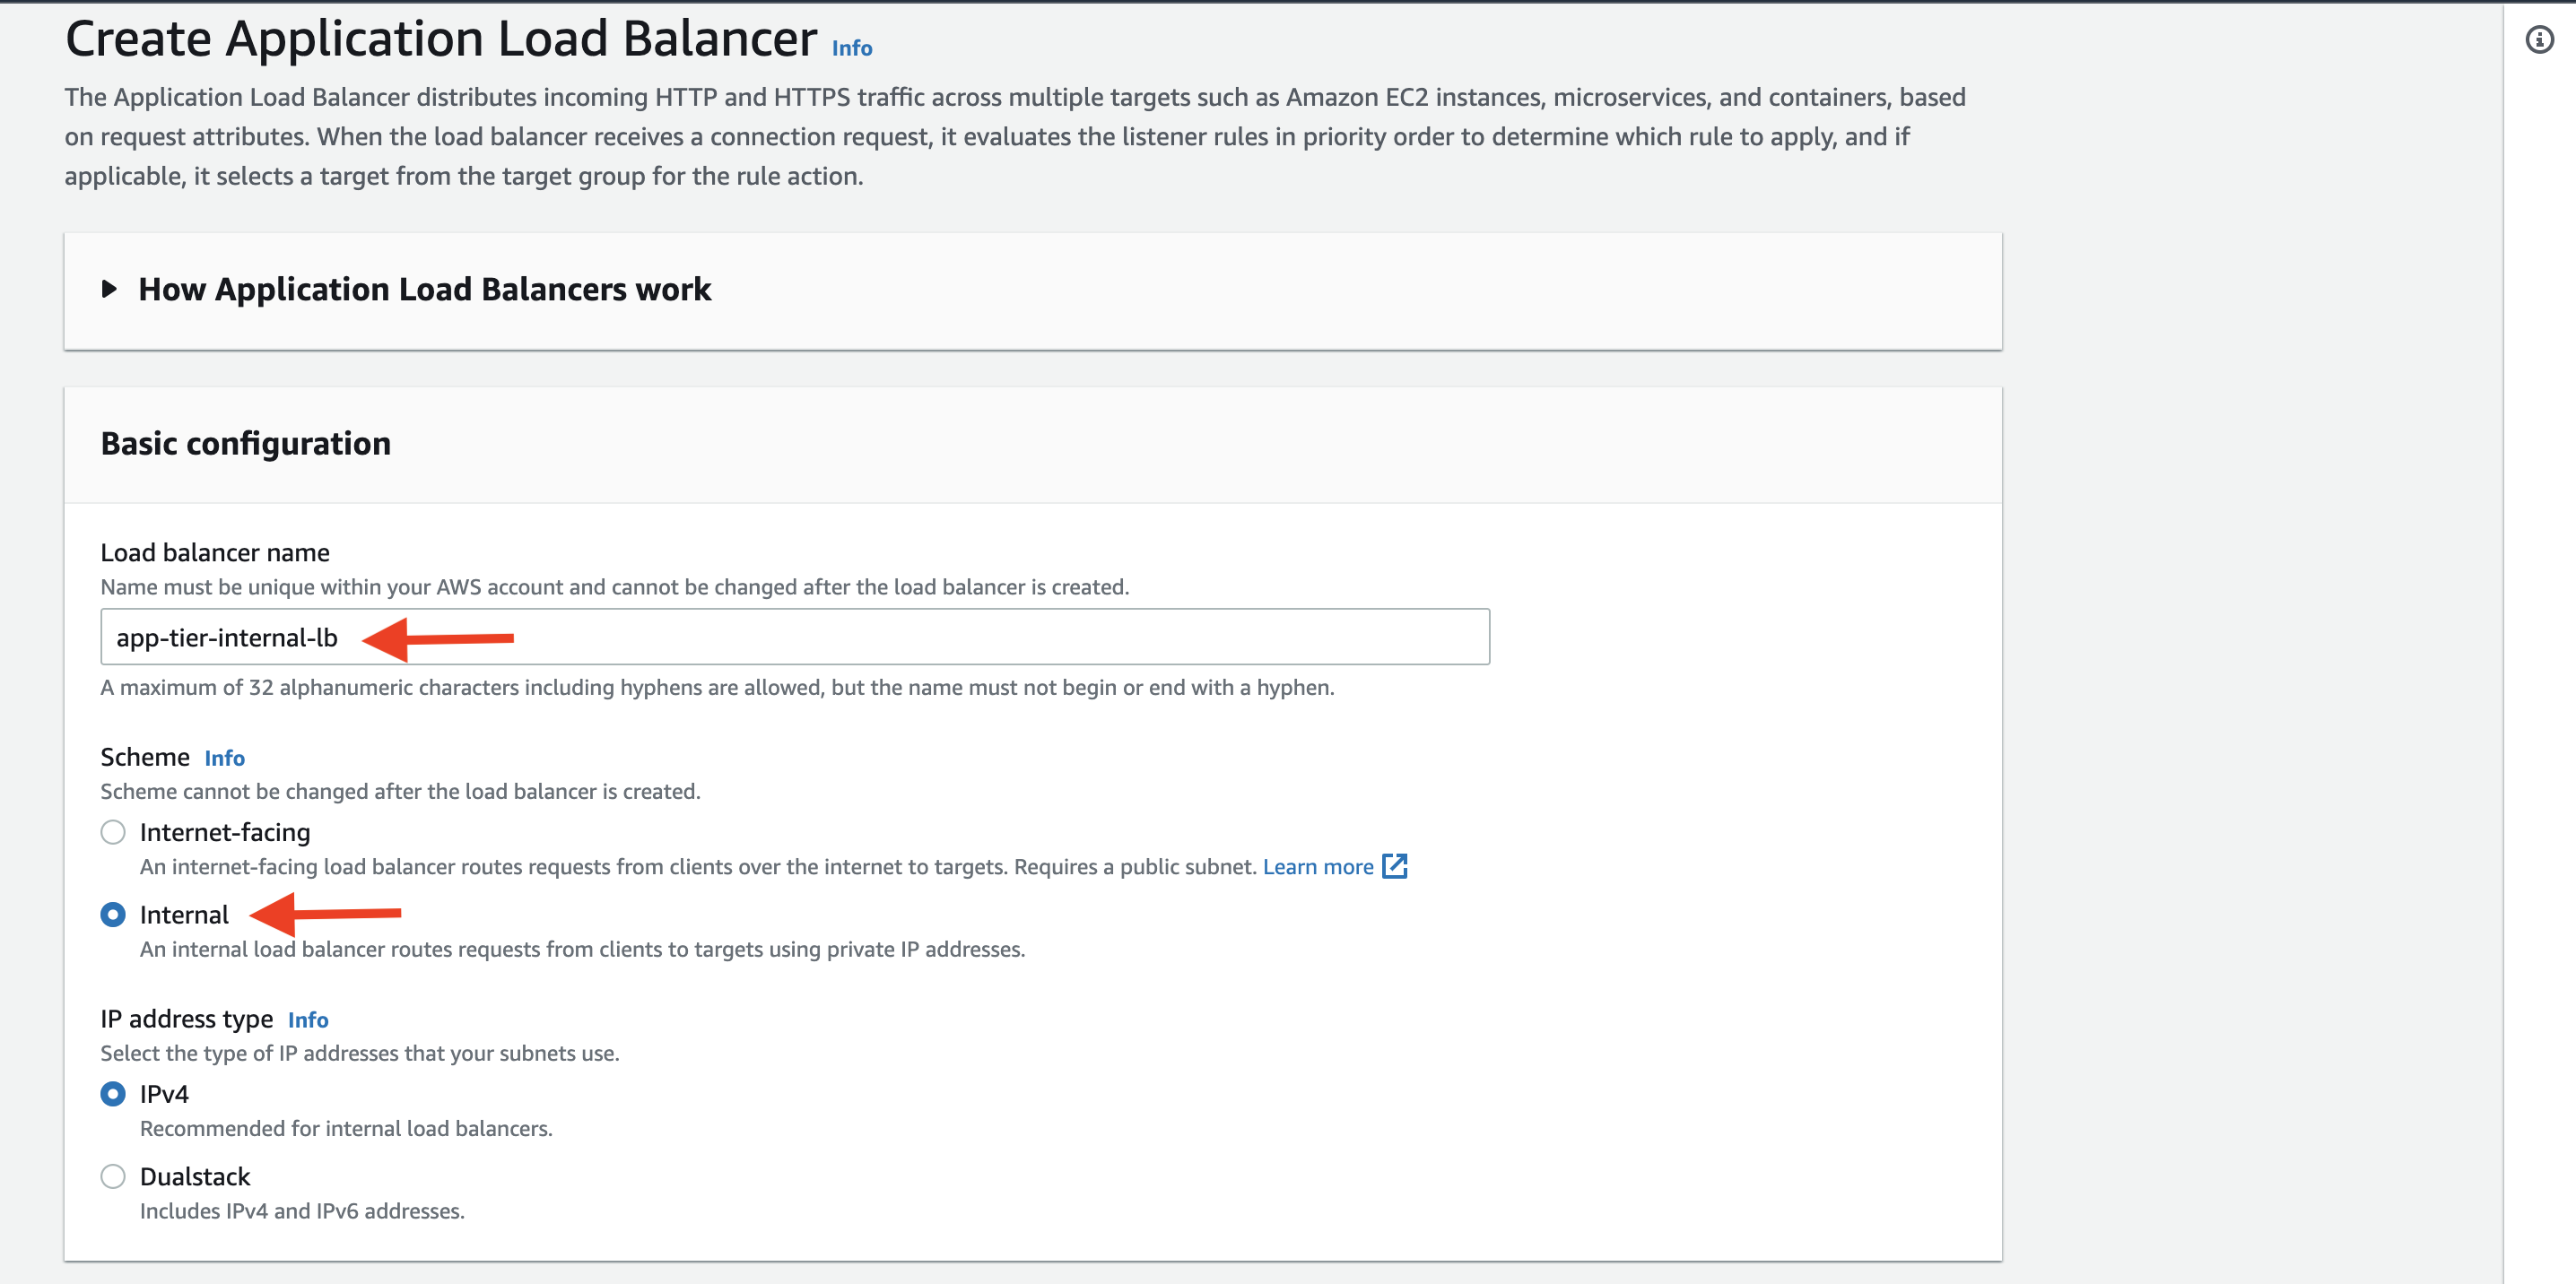 Create Application Load Balancer Info
The Application Load Balancer distributes incoming HTTP and HTTPS traffic across multiple targets such as Amazon EC2 instances, microservices, and containers, based
on request attributes. When the load balancer receives a connection request, it evaluates the listener rules in priority order to determine which rule to apply, and if
applicable, it selects a target from the target group for the rule action.
How Application Load Balancers work
Basic configuration
Load balancer name
Name must be unique within your AWS account and cannot be changed after the load balancer is created.
app-tier-internal-lb
A maximum of 32 alphanumeric characters including hyphens are allowed, but the name must not begin or end with a hyphen.
Scheme Info
Scheme cannot be changed after the load balancer is created.
Internet-facing
An internet-facing load balancer routes requests from clients over the internet to targets. Requires a public subnet. Learn more
Internal
An internal load balancer routes requests from clients to targets using private IP addresses.
IP address type Info
Select the type of IP addresses that your subnets use.
IPv4
Recommended for internal load balancers.
Dualstack
Includes IPv4 and IPv6 addresses.